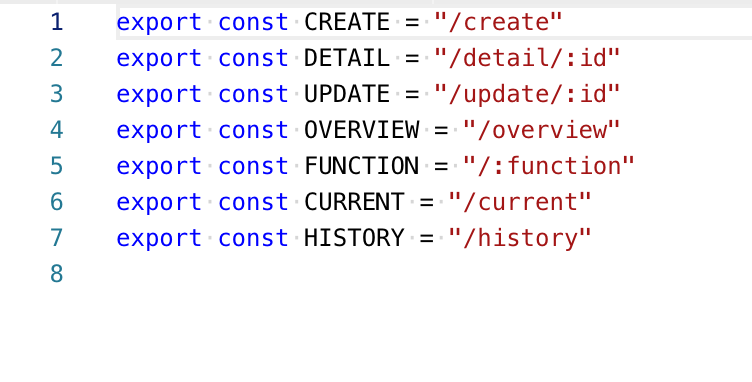 1 export const CREATE = "/create"
2 export const DETAIL = "/detail/:id"
3 export const UPDATE = "/update/:id"
4 export const OVERVIEW = "/overview"
5 export const FUNCTION = "/:function"
6 export const CURRENT = "/current"
7 export const HISTORY = "/history"
8